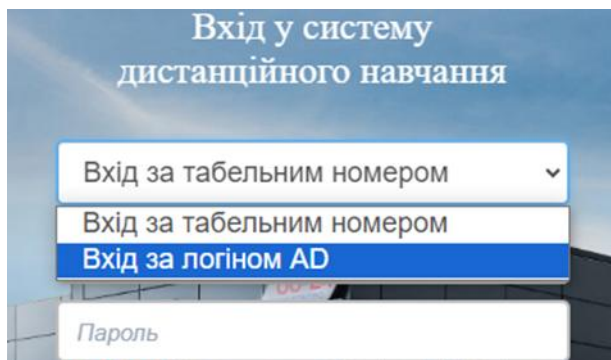 Вхід у систему
дистанційного навчання
Вхід за табельним номером
Вхід за табельним номером
Вхід за логіном AD
Пароль